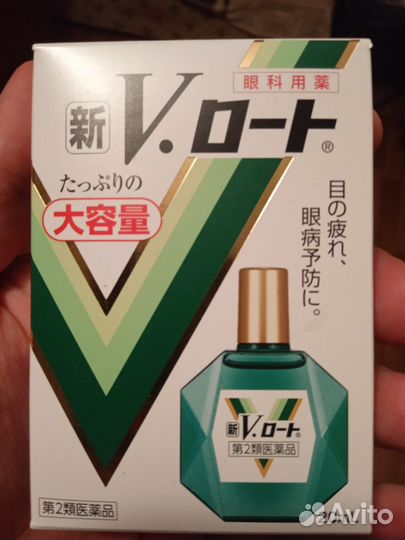 眼科用薬
新 V.ロート®
たっぷりの
大容量
目の疲れ、
眼病予防に。
新 V.ロート®
第2類医薬品
第2類医薬品
Avito